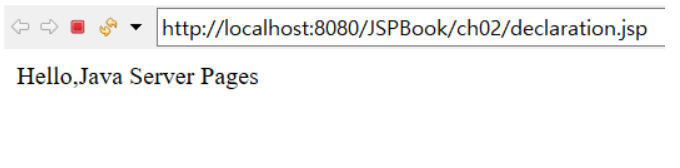 http://localhost:8080/JSPBook/ch02/declaration.jsp
Hello,Java Server Pages